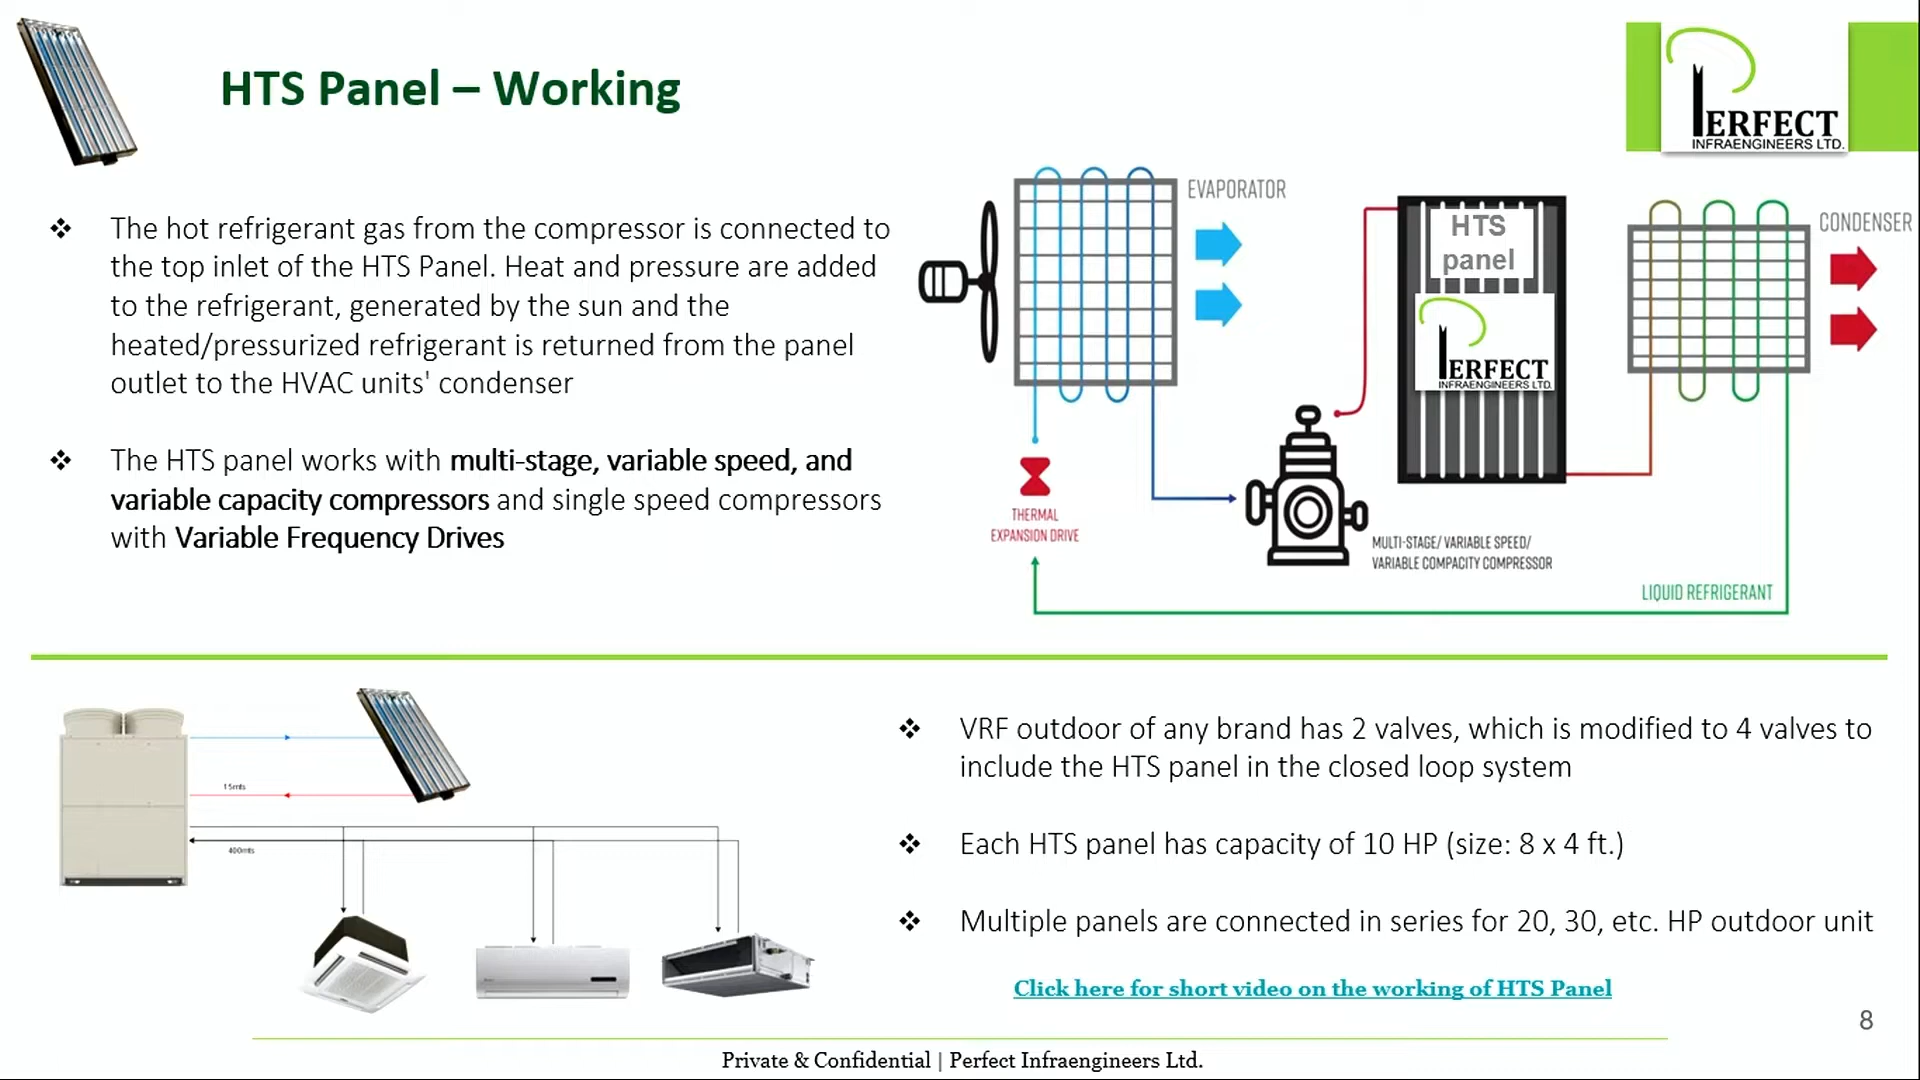 HTS Panel – Working
PERFECT
INFRAENGINEERS LTD.
❖ The hot refrigerant gas from the compressor is connected to
the top inlet of the HTS Panel. Heat and pressure are added
to the refrigerant, generated by the sun and the
heated/pressurized refrigerant is returned from the panel
outlet to the HVAC units' condenser
❖ The HTS panel works with multi-stage, variable speed, and
variable capacity compressors and single speed compressors
with Variable Frequency Drives
EVAPORATOR
HTS
panel
PERFECT
INFRAENGINEERS LTD.
CONDENSER
THERMAL
EXPANSION DRIVE
MULTI-STAGE/ VARIABLE SPEED/
VARIABLE COMPACITY COMPRESSOR
LIQUID REFRIGERANT
15mts
400mts
❖ VRF outdoor of any brand has 2 valves, which is modified to 4 valves to
include the HTS panel in the closed loop system
❖ Each HTS panel has capacity of 10 HP (size: 8 x 4 ft.)
❖ Multiple panels are connected in series for 20, 30, etc. HP outdoor unit
Click here for short video on the working of HTS Panel
8
Private & Confidential | Perfect Infraengineers Ltd.